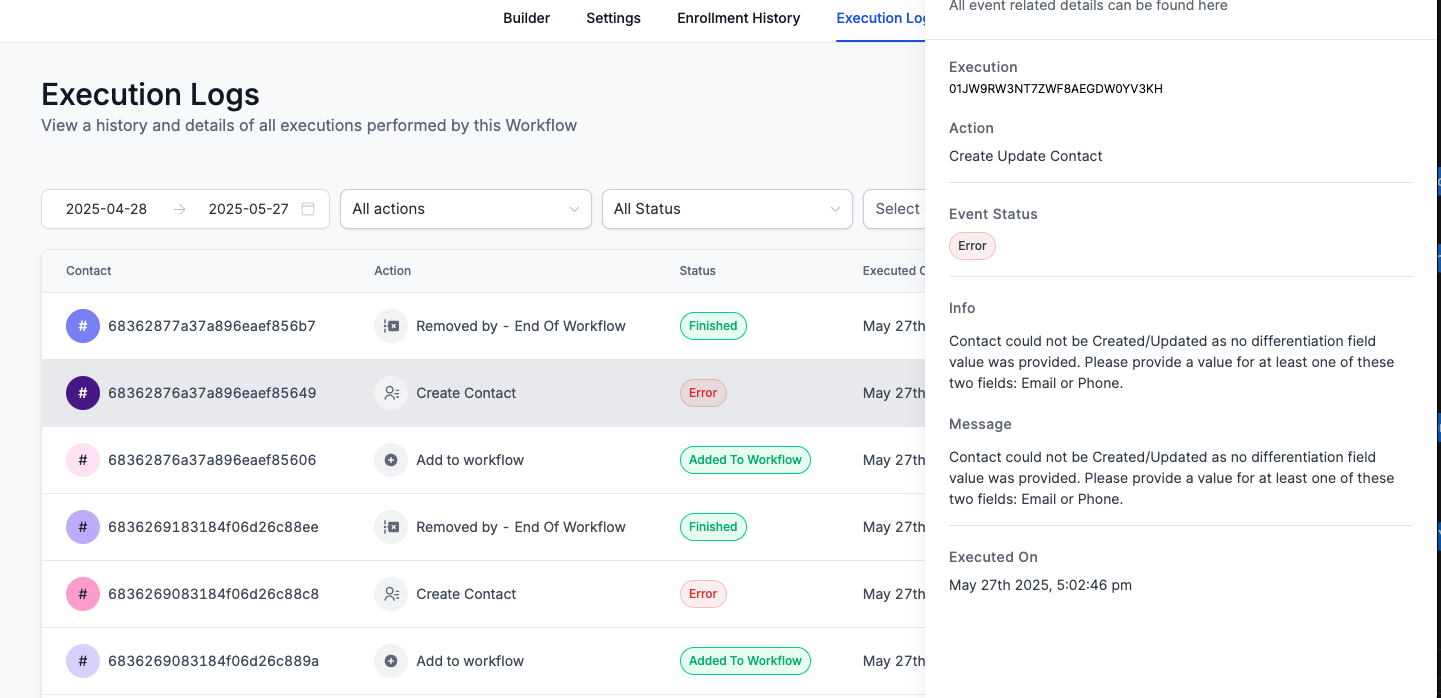 Builder Settings Enrollment History Execution Log
Execution Logs
View a history and details of all executions performed by this Workflow
2025-04-28 → 2025-05-27 All actions All Status Select
Contact Action Status Executed O
# 68362877a37a896eaef856b7 Removed by - End Of Workflow Finished May 27th
# 68362876a37a896eaef85649 Create Contact Error May 27th
# 68362876a37a896eaef85606 Add to workflow Added To Workflow May 27th
# 6836269183184f06d26c88ee Removed by - End Of Workflow Finished May 27th
# 6836269083184f06d26c88c8 Create Contact Error May 27th
# 6836269083184f06d26c889a Add to workflow Added To Workflow May 27th
All event related details can be found here
Execution
01JW9RW3NT7ZWF8AEGDW0YV3KH
Action
Create Update Contact
Event Status
Error
Info
Contact could not be Created/Updated as no differentiation field
value was provided. Please provide a value for at least one of these
two fields: Email or Phone.
Message
Contact could not be Created/Updated as no differentiation field
value was provided. Please provide a value for at least one of these
two fields: Email or Phone.
Executed On
May 27th 2025, 5:02:46 pm